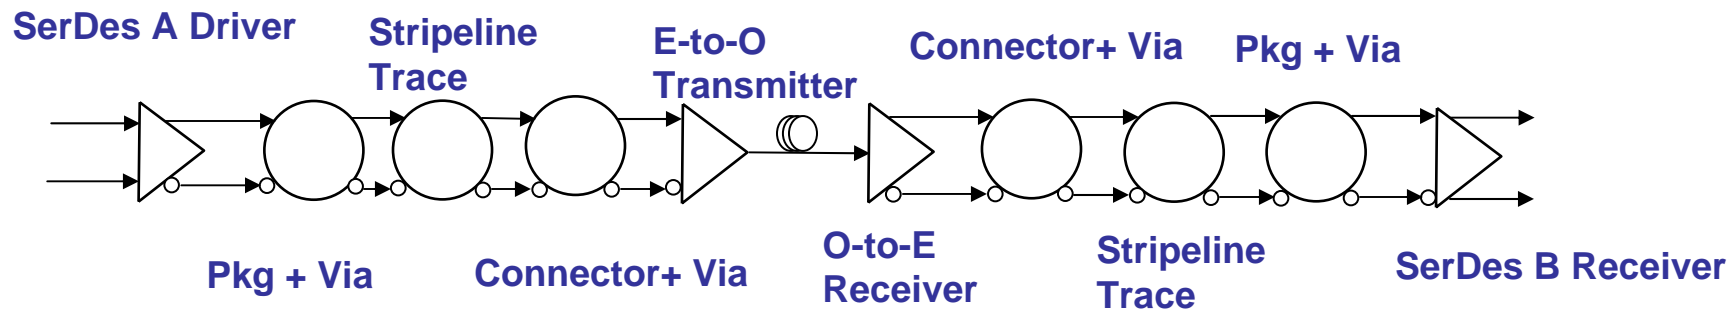 SerDes A Driver
Stripeline
Trace
E-to-O
Transmitter
Connector+ Via
Pkg + Via
Pkg + Via
Connector+ Via
O-to-E
Receiver
Stripeline
Trace
SerDes B Receiver